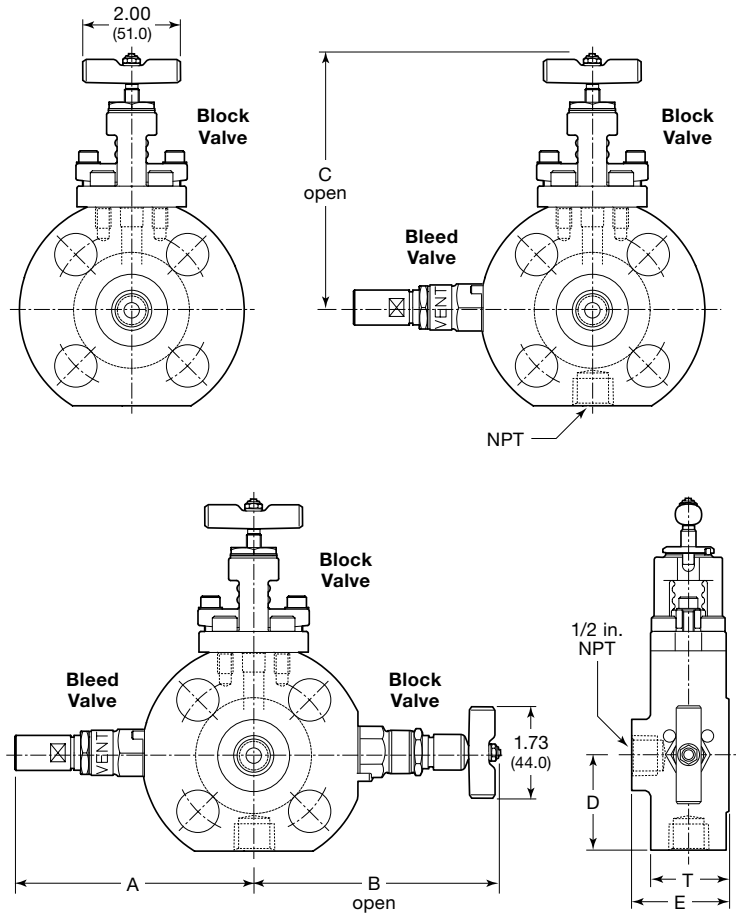 2.00
(51.0)
Block
Valve
C
open
Block
Valve
Bleed
Valve
VENT
NPT
Block
Valve
Bleed
Valve
VENT
Block
Valve
1.73
(44.0)
A
B
open
1/2 in.
NPT
D
T
E